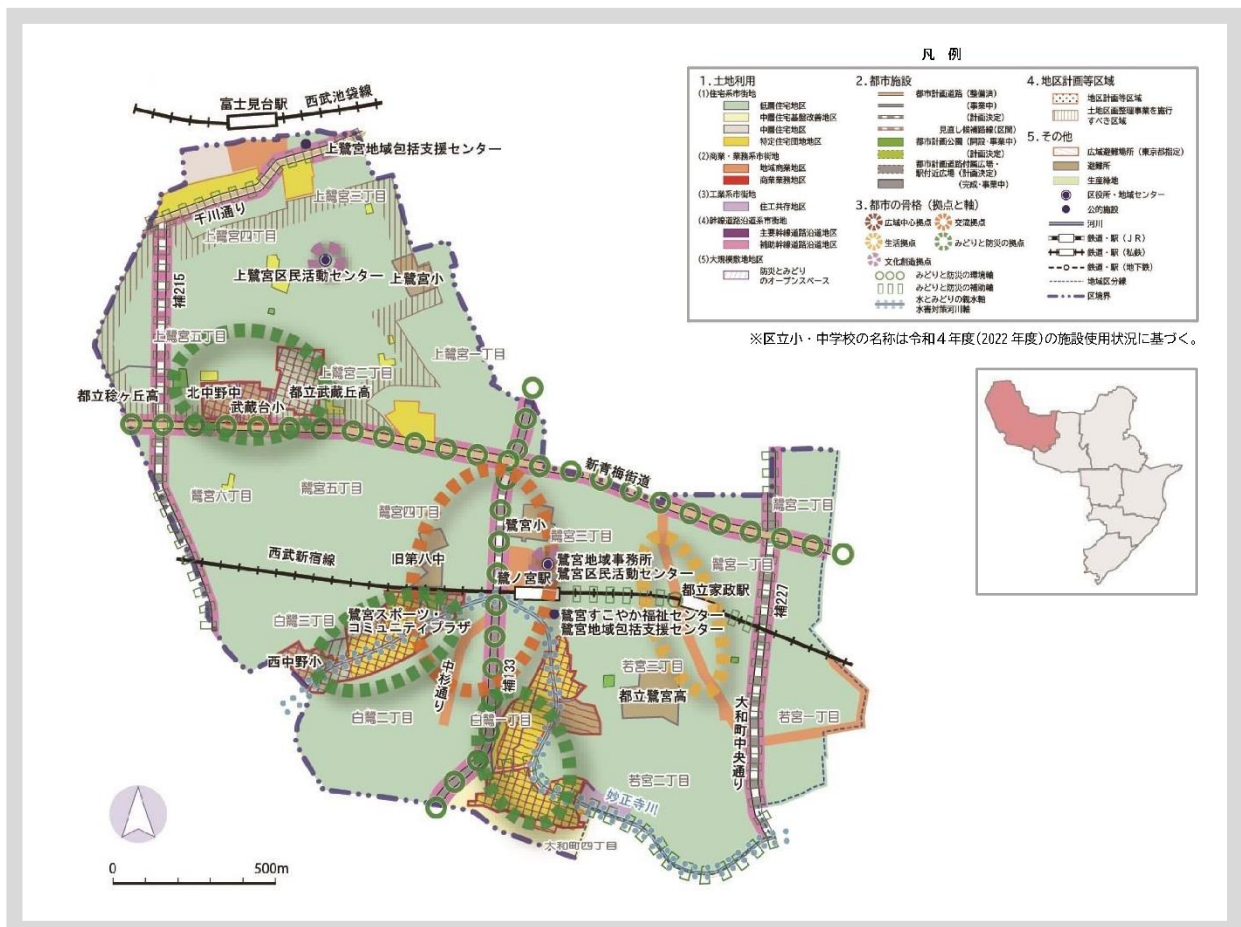 凡 例
1. 土地利用
(1)住宅系市街地
低層住宅地区
中層住宅基盤改善地区
中層住宅地区
特定住宅団地地区
(2)商業・業務系市街地
地域商業地区
商業業務地区
(3)工業系市街地
住工共存地区
(4)幹線道路沿道系市街地
主要幹線道路沿道地区
補助幹線道路沿道地区
(5)大規模敷地地区
防災とみどり
のオープンスペース
2. 都市施設
都市計画道路(整備済)
(事業中)
(計画決定)
見直し候補路線(区間)
都市計画公園(開設・事業中)
(計画決定)
都市計画道路付属広場・
駅付近広場(計画決定)
(完成・事業中)
3. 都市の骨格(拠点と軸)
広域中心拠点
交流拠点
生活拠点
みどりと防災の拠点
文化創造拠点
みどりと防災の環境軸
みどりと防災の補助軸
水とみどりの親水軸
水害対策河川軸
4. 地区計画等区域
地区計画等区域
土地区画整理事業を施行
すべき区域
5. その他
広域避難場所(東京都指定)
避難所
生産緑地
区役所・地域センター
公的施設
河川
鉄道・駅(JR)
鉄道・駅(私鉄)
鉄道・駅(地下鉄)
地域区分線
区境界
※区立小・中学校の名称は令和4年度(2022年度)の施設使用状況に基づく。
富士見台駅
西武池袋線
上鷺宮地域包括支援センター
千川通り
上鷺宮三丁目
上鷺宮四丁目
上鷺宮区民活動センター
上鷺宮小
補215
上鷺宮五丁目
上鷺宮一丁目
上鷺宮二丁目
都立稔ヶ丘高
北中野中
都立武蔵丘高
武蔵台小
新青梅街道
鷺宮六丁目
鷺宮五丁目
鷺宮四丁目
鷺宮小
鷺宮三丁目
鷺宮二丁目
西武新宿線
旧第八中
鷺宮地域事務所
鷺宮区民活動センター
鷺宮一丁目
鷺ノ宮駅
都立家政駅
補227
白鷺三丁目
鷺宮スポーツ・
コミュニティプラザ
鷺宮すこやか福祉センター
鷺宮地域包括支援センター
西中野小
中杉通り
補133
若宮三丁目
都立鷺宮高
白鷺二丁目
白鷺一丁目
大和町中央通り
若宮一丁目
若宮二丁目
妙正寺川
大和町四丁目
0
500m